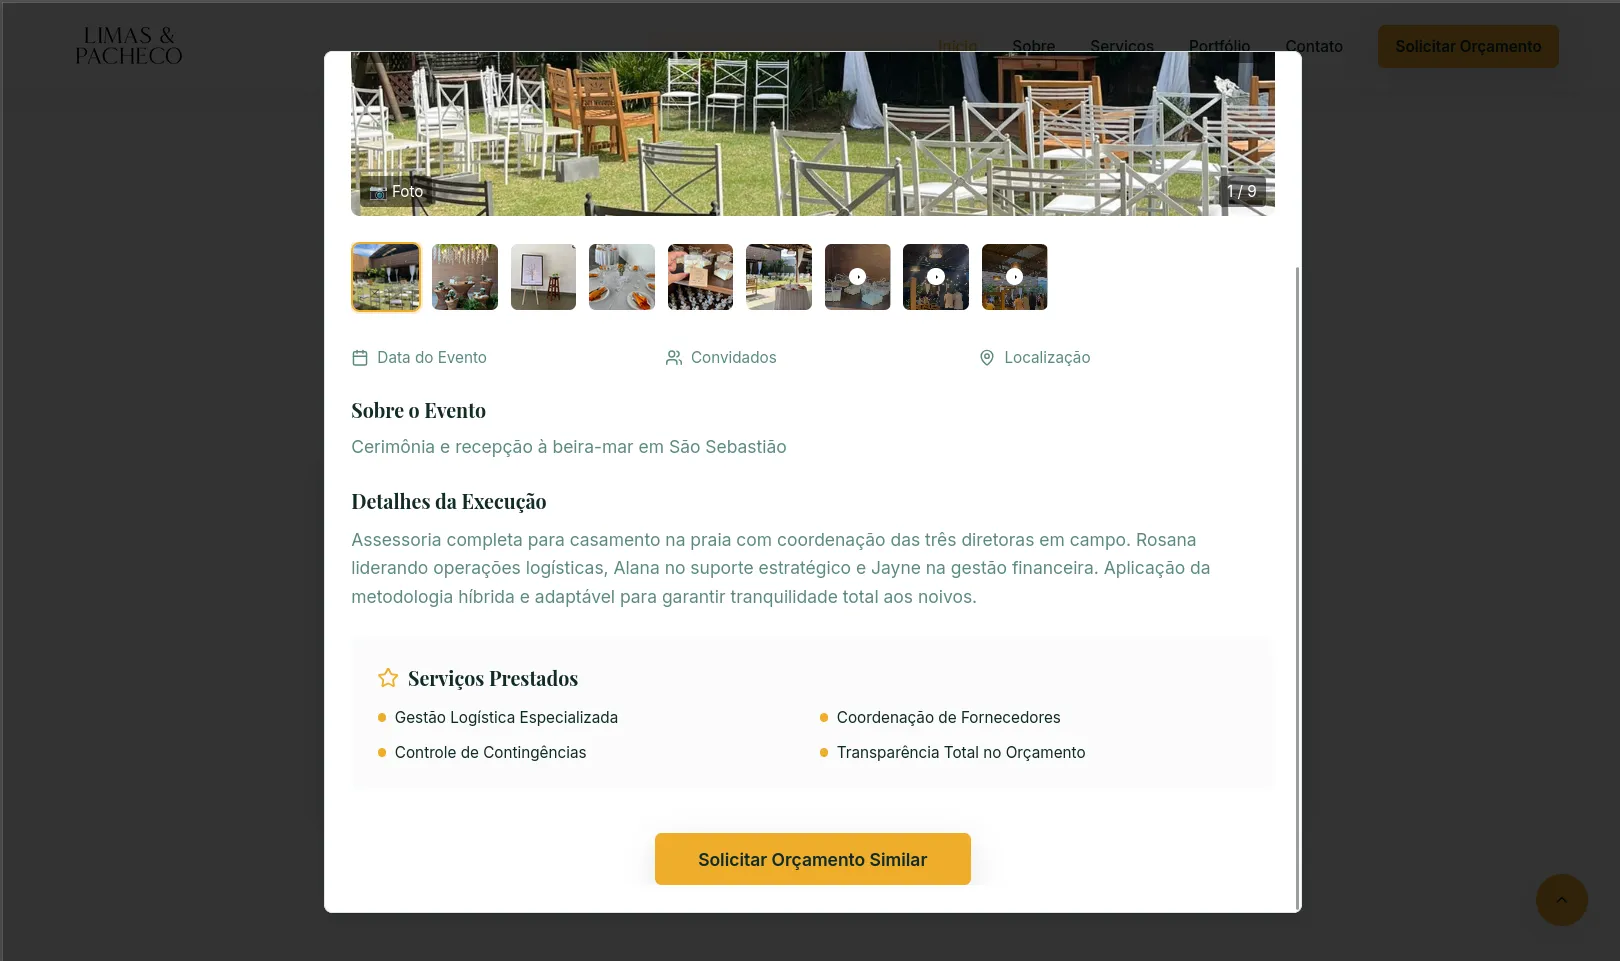 LIMAS &
PACHECO
Início
Sobre
Serviços
Portfólio
Contato
Solicitar Orçamento
📷 Foto
1 / 9
Data do Evento
Convidados
Localização
Sobre o Evento
Cerimônia e recepção à beira-mar em São Sebastião
Detalhes da Execução
Assessoria completa para casamento na praia com coordenação das três diretoras em campo. Rosana
liderando operações logísticas, Alana no suporte estratégico e Jayne na gestão financeira. Aplicação da
metodologia híbrida e adaptável para garantir tranquilidade total aos noivos.
Serviços Prestados
Gestão Logística Especializada
Coordenação de Fornecedores
Controle de Contingências
Transparência Total no Orçamento
Solicitar Orçamento Similar